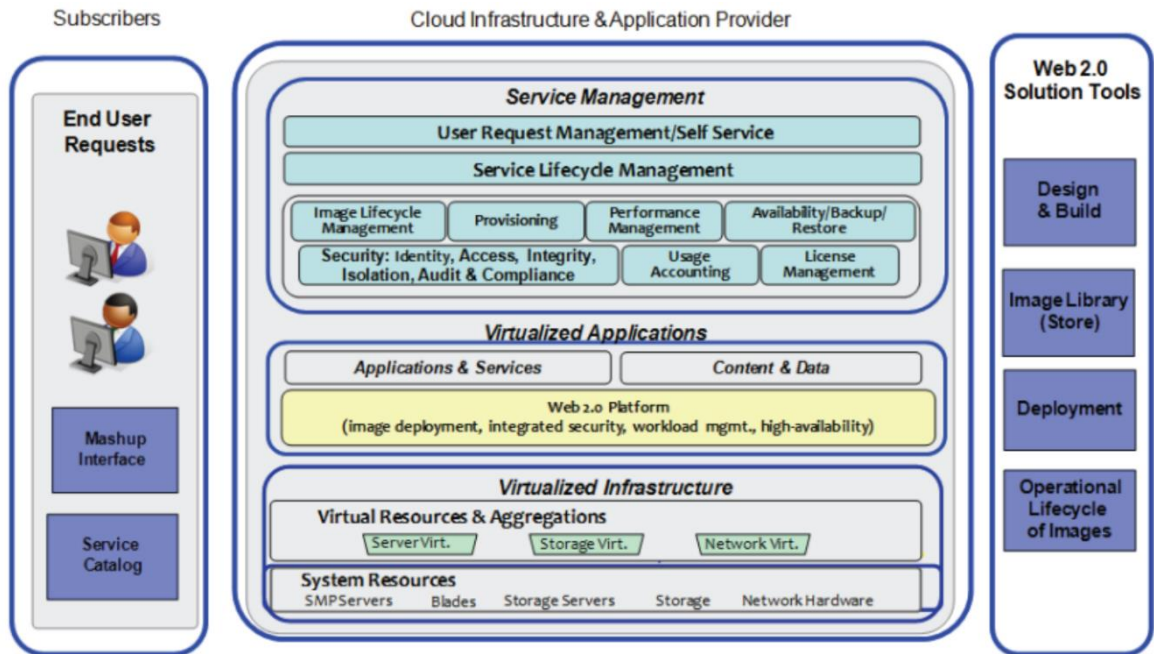 Subscribers
Cloud Infrastructure & Application Provider
End User
Requests
Mashup
Interface
Service
Catalog
Service Management
User Request Management/Self Service
Service Lifecycle Management
Image Lifecycle
Management
Provisioning
Performance
Management
Availability/Backup/
Restore
Security: Identity, Access, Integrity,
Isolation, Audit & Compliance
Usage
Accounting
License
Management
Virtualized Applications
Applications & Services
Content & Data
Web 2.0 Platform
(image deployment, integrated security, workload mgmt., high-availability)
Virtualized Infrastructure
Virtual Resources & Aggregations
Server Virt.
Storage Virt.
Network Virt.
System Resources
SMP Servers
Blades
Storage Servers
Storage
Network Hardware
Web 2.0
Solution Tools
Design
& Build
Image Library
(Store)
Deployment
Operational
Lifecycle
of Images